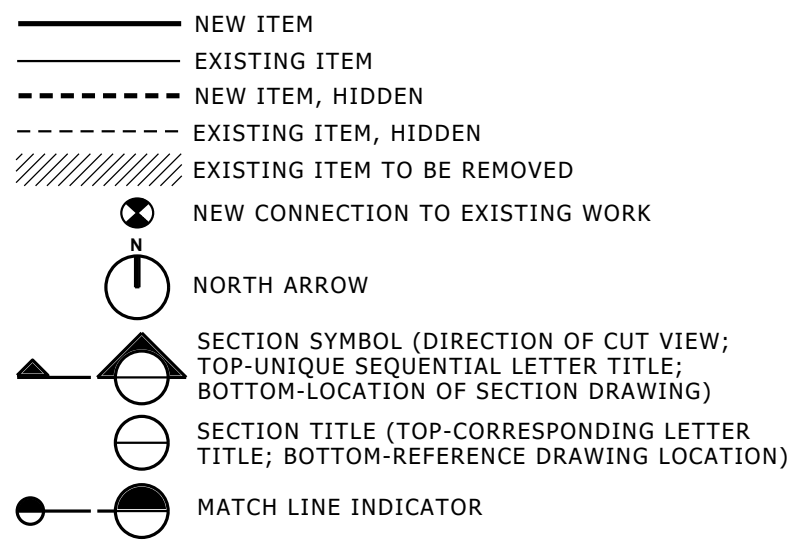 NEW ITEM
EXISTING ITEM
NEW ITEM, HIDDEN
EXISTING ITEM, HIDDEN
EXISTING ITEM TO BE REMOVED
NEW CONNECTION TO EXISTING WORK
N
NORTH ARROW
SECTION SYMBOL (DIRECTION OF CUT VIEW;
TOP-UNIQUE SEQUENTIAL LETTER TITLE;
BOTTOM-LOCATION OF SECTION DRAWING)
SECTION TITLE (TOP-CORRESPONDING LETTER
TITLE; BOTTOM-REFERENCE DRAWING LOCATION)
MATCH LINE INDICATOR